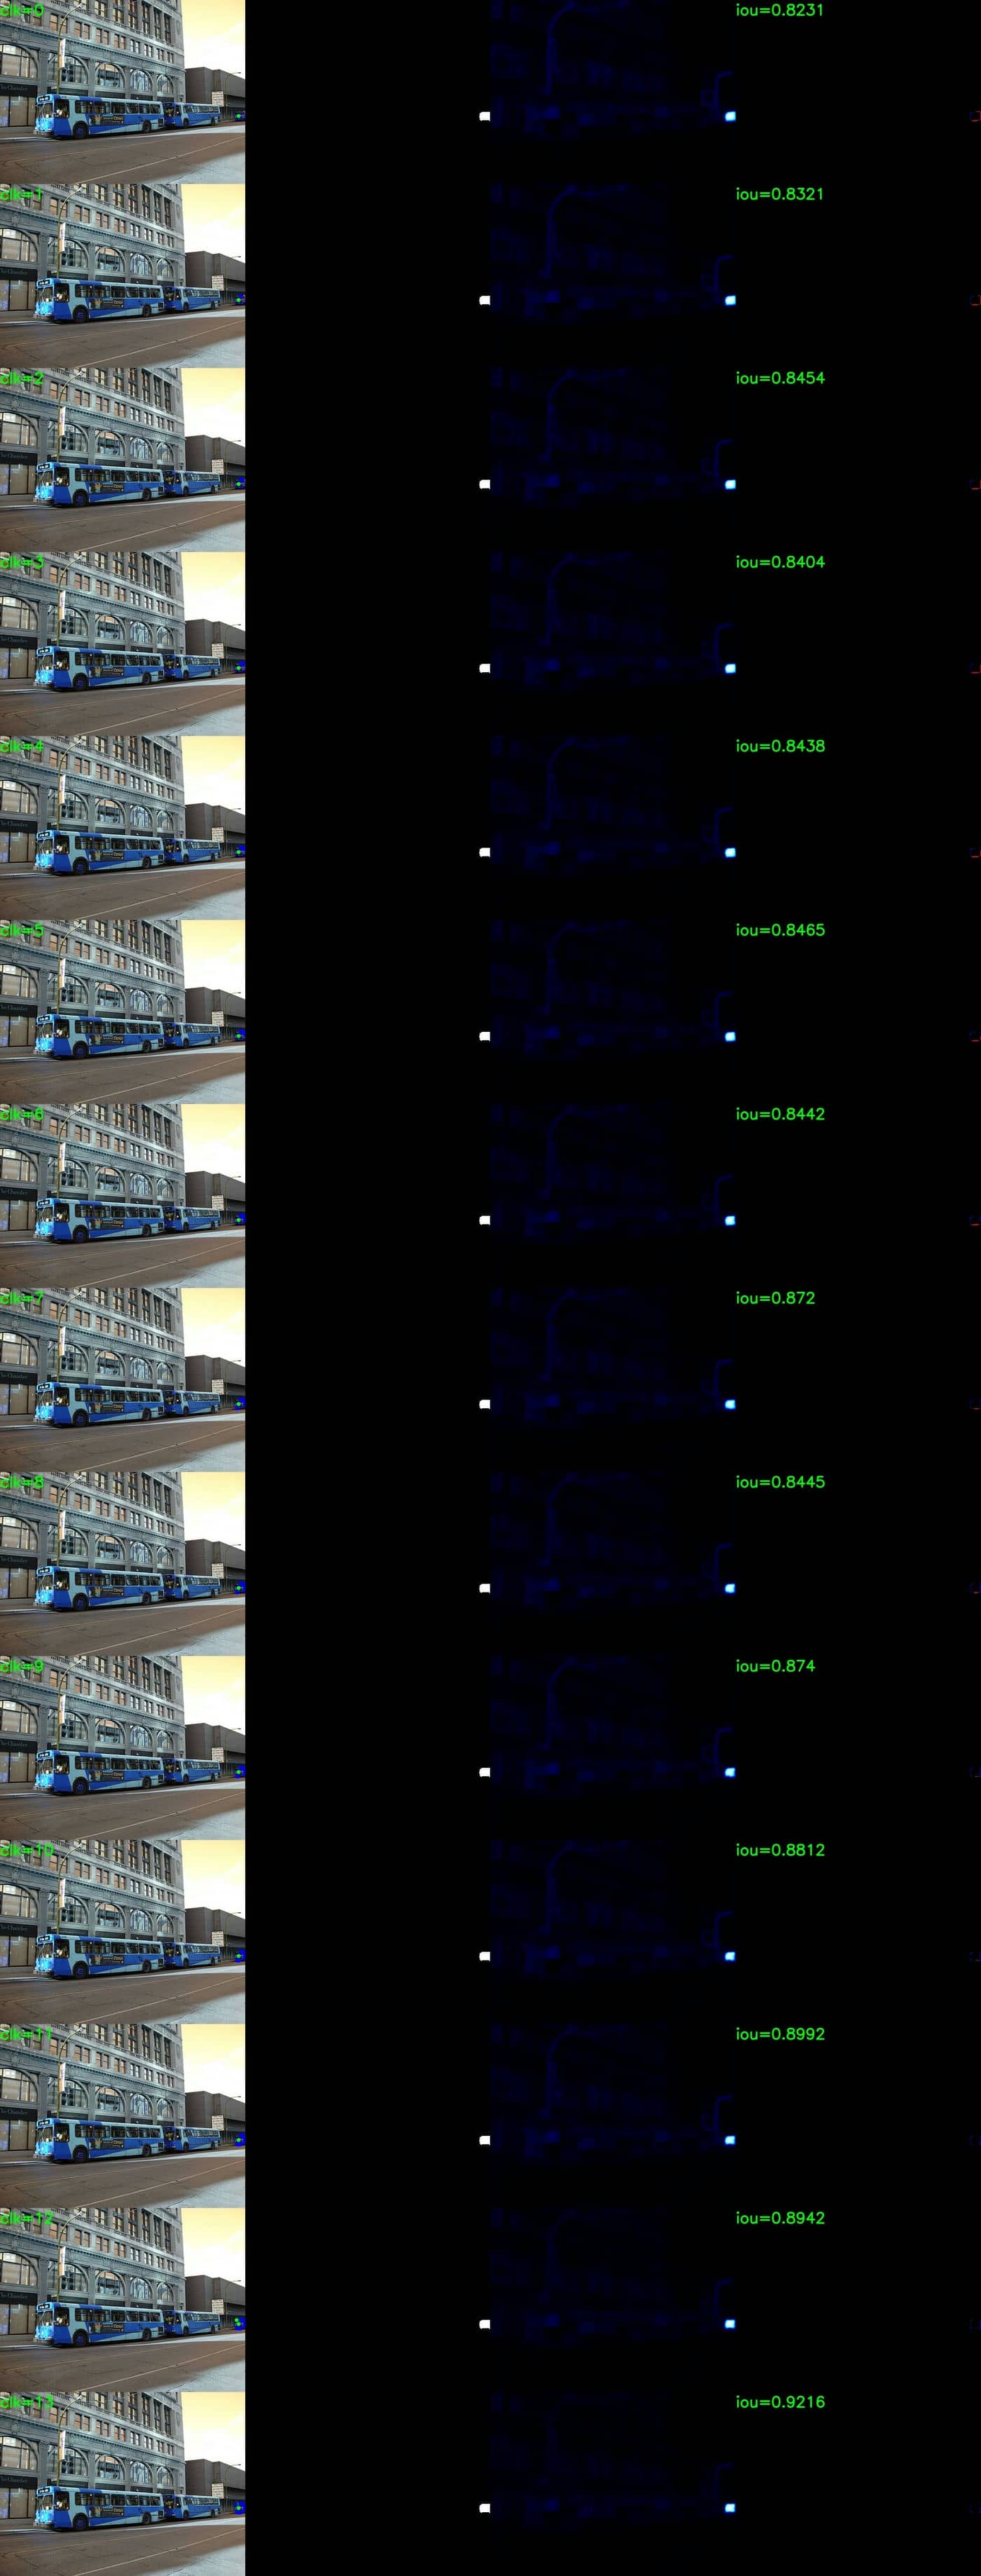 clk=0 iou=0.8231
clk=1 iou=0.8321
clk=2 iou=0.8454
clk=3 iou=0.8404
clk=4 iou=0.8438
clk=5 iou=0.8465
clk=6 iou=0.8442
clk=7 iou=0.872
clk=8 iou=0.8445
clk=9 iou=0.874
clk=10 iou=0.8812
clk=11 iou=0.8992
clk=12 iou=0.8942
clk=13 iou=0.9216